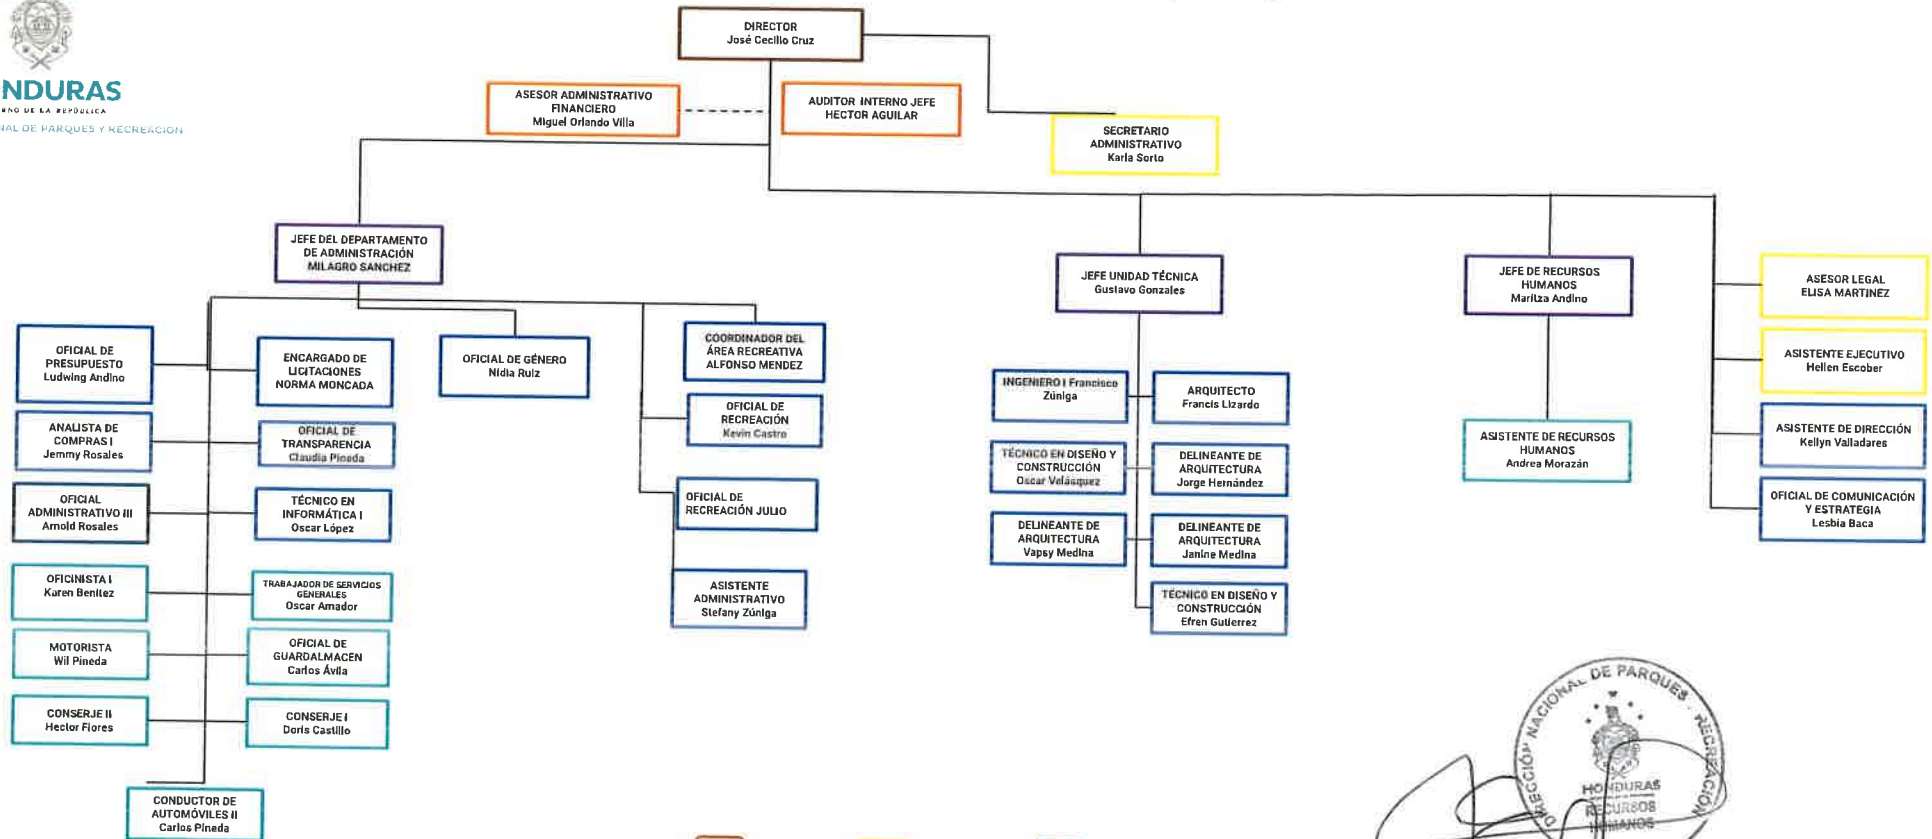 NDURAS
RNO DE LA REPÚBLICA
NAL DE PARQUES Y RECREACIÓN
DIRECTOR
José Cecilio Cruz
ASESOR ADMINISTRATIVO
FINANCIERO
Miguel Orlando Villa
AUDITOR INTERNO JEFE
HECTOR AGUILAR
SECRETARIO
ADMINISTRATIVO
Karla Sorto
JEFE DEL DEPARTAMENTO
DE ADMINISTRACIÓN
MILAGRO SANCHEZ
JEFE UNIDAD TÉCNICA
Gustavo Gonzales
JEFE DE RECURSOS
HUMANOS
Maritza Andino
ASESOR LEGAL
ELISA MARTINEZ
ASISTENTE EJECUTIVO
Hellen Escober
ASISTENTE DE DIRECCIÓN
Kellyn Valladares
OFICIAL DE COMUNICACIÓN
Y ESTRATEGIA
Lesbia Baca
OFICIAL DE
PRESUPUESTO
Ludwing Andino
ENCARGADO DE
LICITACIONES
NORMA MONCADA
OFICIAL DE GÉNERO
Nidia Ruiz
COORDINADOR DEL
ÁREA RECREATIVA
ALFONSO MENDEZ
ANALISTA DE
COMPRAS I
Jemmy Rosales
OFICIAL DE
TRANSPARENCIA
Claudia Pineda
OFICIAL DE
RECREACIÓN
Kevin Castro
OFICIAL
ADMINISTRATIVO III
Arnold Rosales
TÉCNICO EN
INFORMÁTICA I
Oscar López
OFICIAL DE
RECREACIÓN JULIO
OFICINISTA I
Karen Benitez
TRABAJADOR DE SERVICIOS
GENERALES
Oscar Amador
ASISTENTE
ADMINISTRATIVO
Stefany Zúniga
MOTORISTA
Wil Pineda
OFICIAL DE
GUARDALMACEN
Carlos Ávila
CONSERJE II
Hector Flores
CONSERJE I
Doris Castillo
CONDUCTOR DE
AUTOMÓVILES II
Carlos Pineda
INGENIERO I Francisco
Zúniga
ARQUITECTO
Francis Lizardo
TÉCNICO EN DISEÑO Y
CONSTRUCCIÓN
Oscar Velásquez
DELINEANTE DE
ARQUITECTURA
Jorge Hernández
DELINEANTE DE
ARQUITECTURA
Vapsy Medina
DELINEANTE DE
ARQUITECTURA
Janine Medina
TÉCNICO EN DISEÑO Y
CONSTRUCCIÓN
Efren Gutierrez
ASISTENTE DE RECURSOS
HUMANOS
Andrea Morazán
DIRECCIÓN NACIONAL DE PARQUES - RECREACIÓN
HONDURAS
RECURSOS
HUMANOS